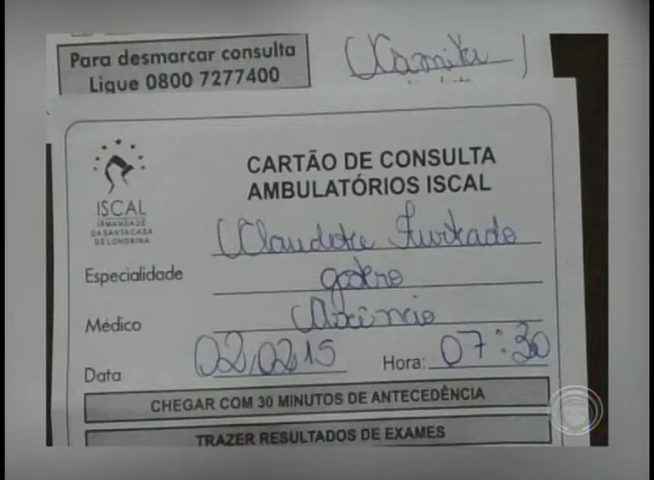 Para desmarcar consulta
Ligue 0800 7277400
CARTÃO DE CONSULTA
AMBULATÓRIOS ISCAL
ISCAL
IRMANDADE
DA SANTA CASA
DE LONDRINA
Claudete Furtado
Especialidade gastro
Médico
Data 02/02/15 Hora: 07:30
CHEGAR COM 30 MINUTOS DE ANTECEDÊNCIA
TRAZER RESULTADOS DE EXAMES